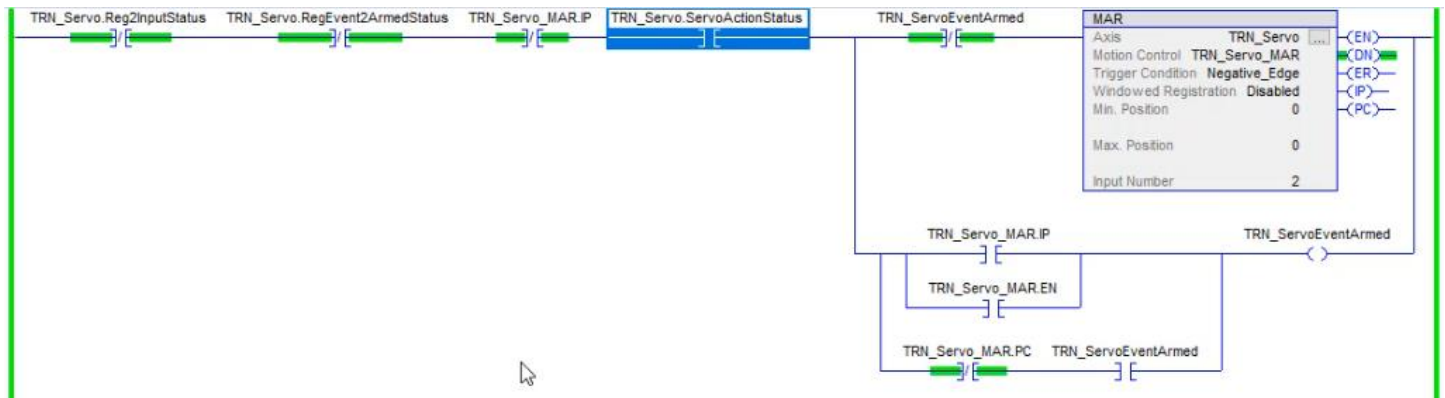 TRN_Servo.Reg2InputStatus TRN_Servo.RegEvent2ArmedStatus TRN_Servo_MAR.IP TRN_Servo.ServoActionStatus TRN_ServoEventArmed
MAR
Axis TRN_Servo ... (EN)
Motion Control TRN_Servo_MAR (DN)
Trigger Condition Negative_Edge (ER)
Windowed Registration Disabled (IP)
Min. Position 0 (PC)
Max. Position 0
Input Number 2
TRN_Servo_MAR.IP TRN_ServoEventArmed
TRN_Servo_MAR.EN
TRN_Servo_MAR.PC TRN_ServoEventArmed